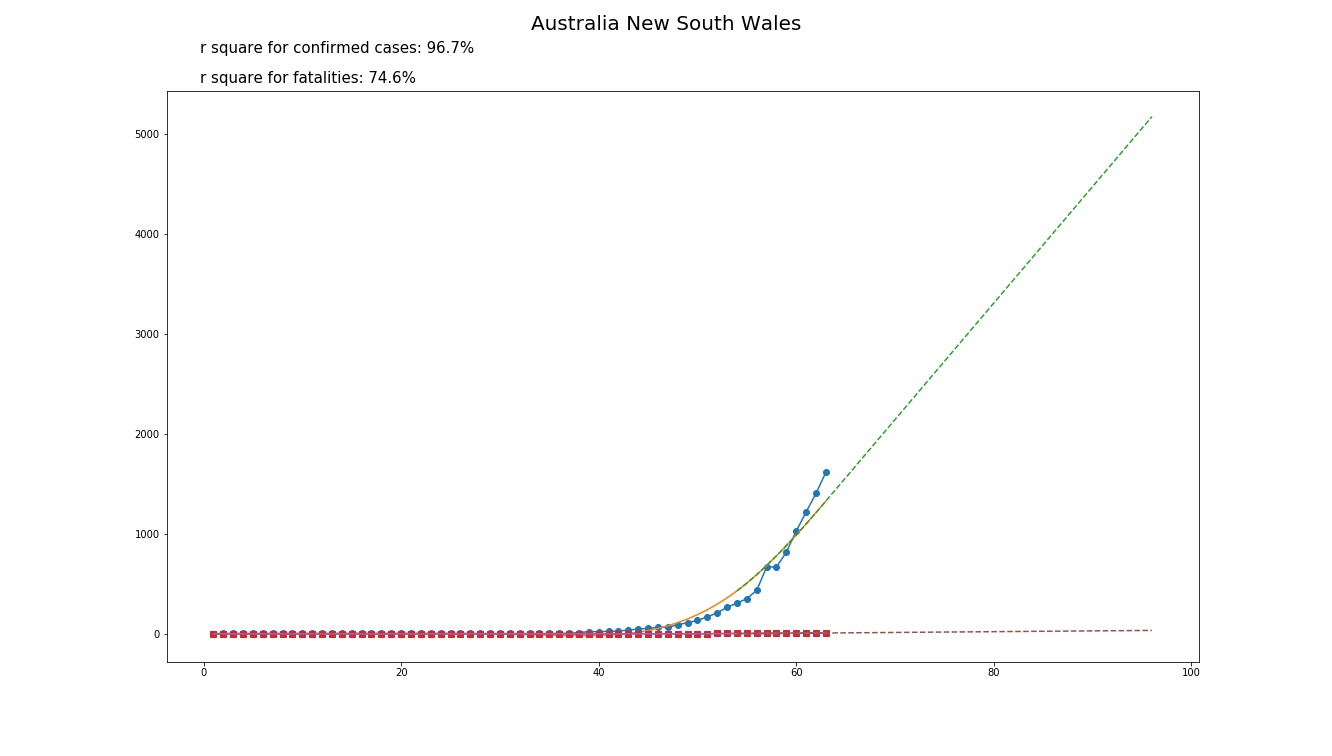 Australia New South Wales
r square for confirmed cases: 96.7%
r square for fatalities: 74.6%
5000
4000
3000
2000
1000
0
0 20 40 60 80 100